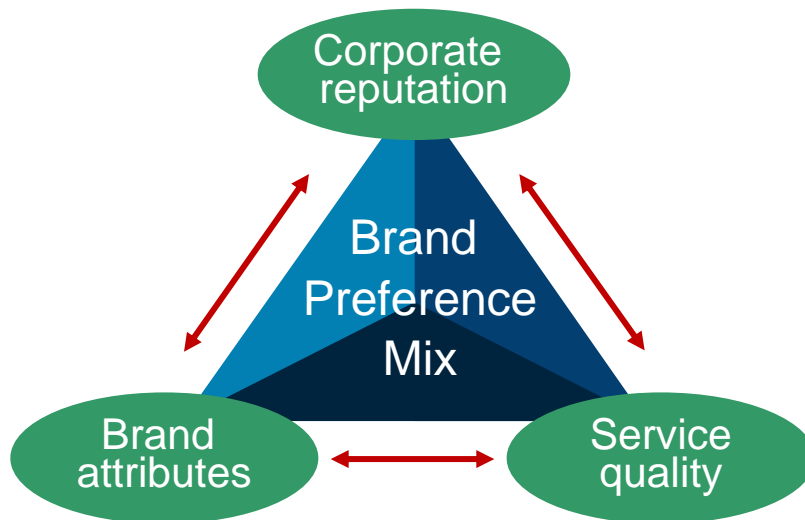 Corporate
reputation
Brand
Preference
Mix
Brand
attributes
Service
quality